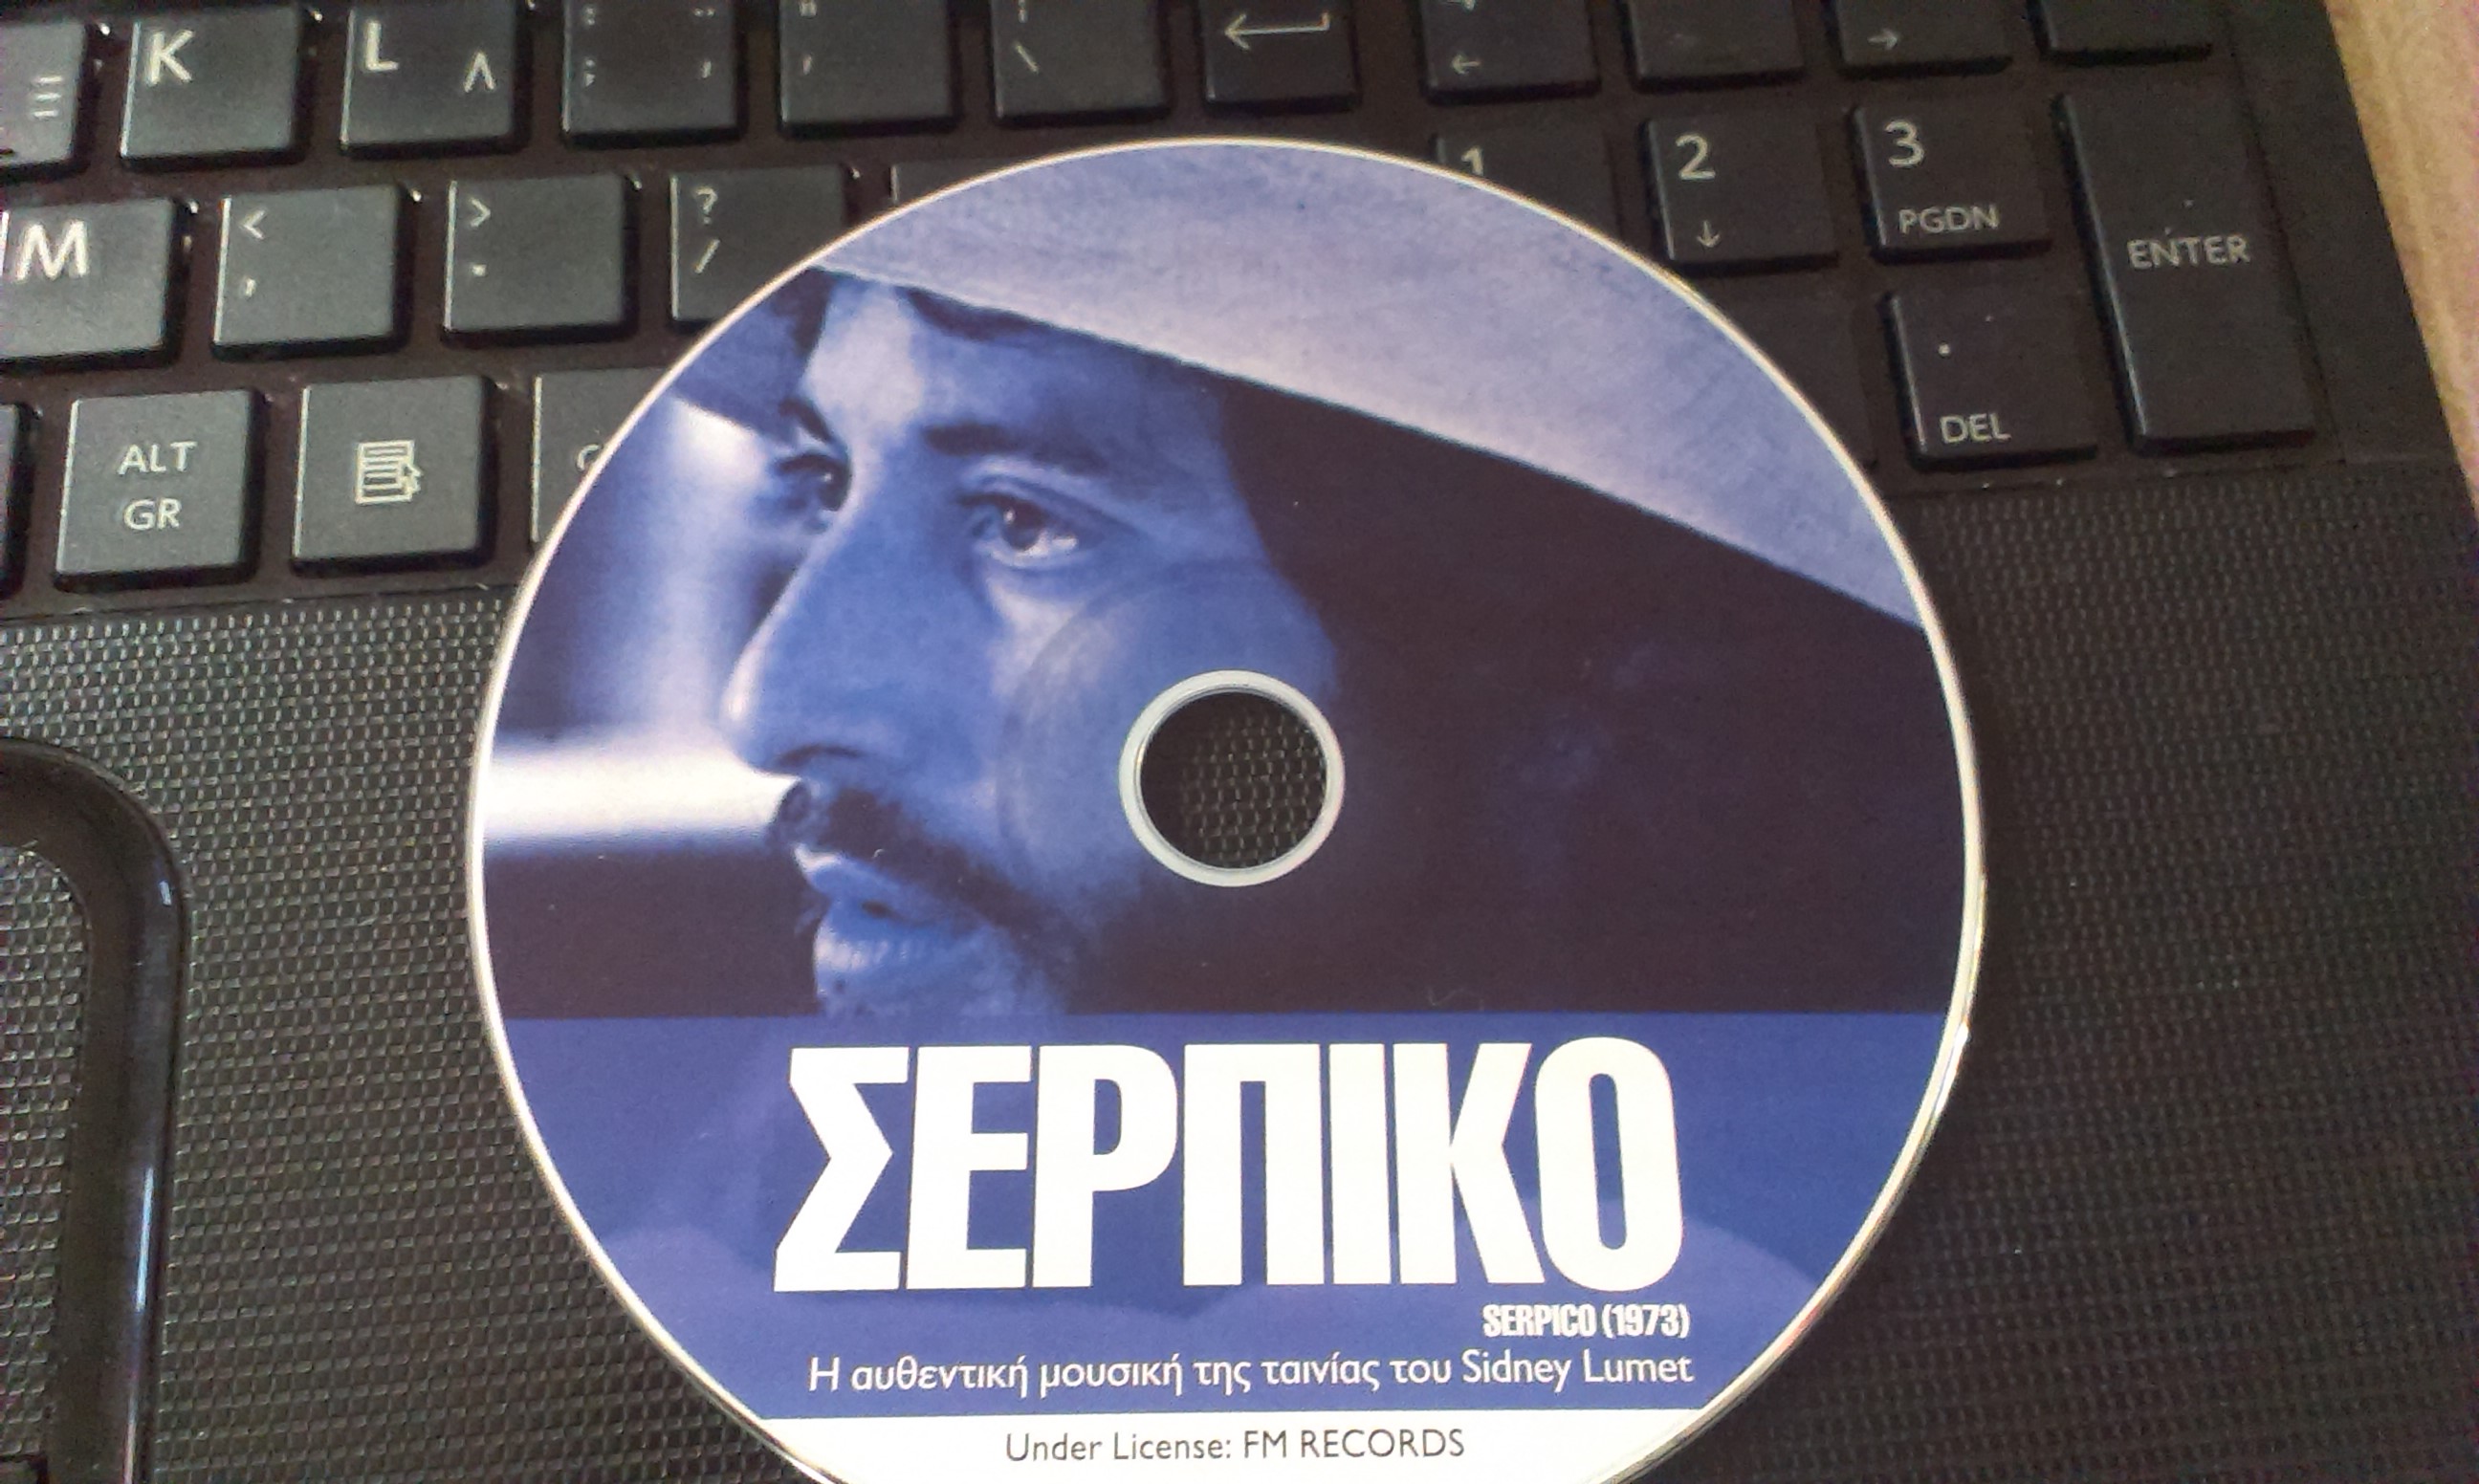 Ξ
K
L Λ
: ;
" '
| \
M
< ,
> .
? /
1
2
3
PGDN
ENTER
ALT
GR
.
DEL
ΣΕΡΠΙΚΟ
SERPICO (1973)
Η αυθεντική μουσική της ταινίας του Sidney Lumet
Under License: FM RECORDS